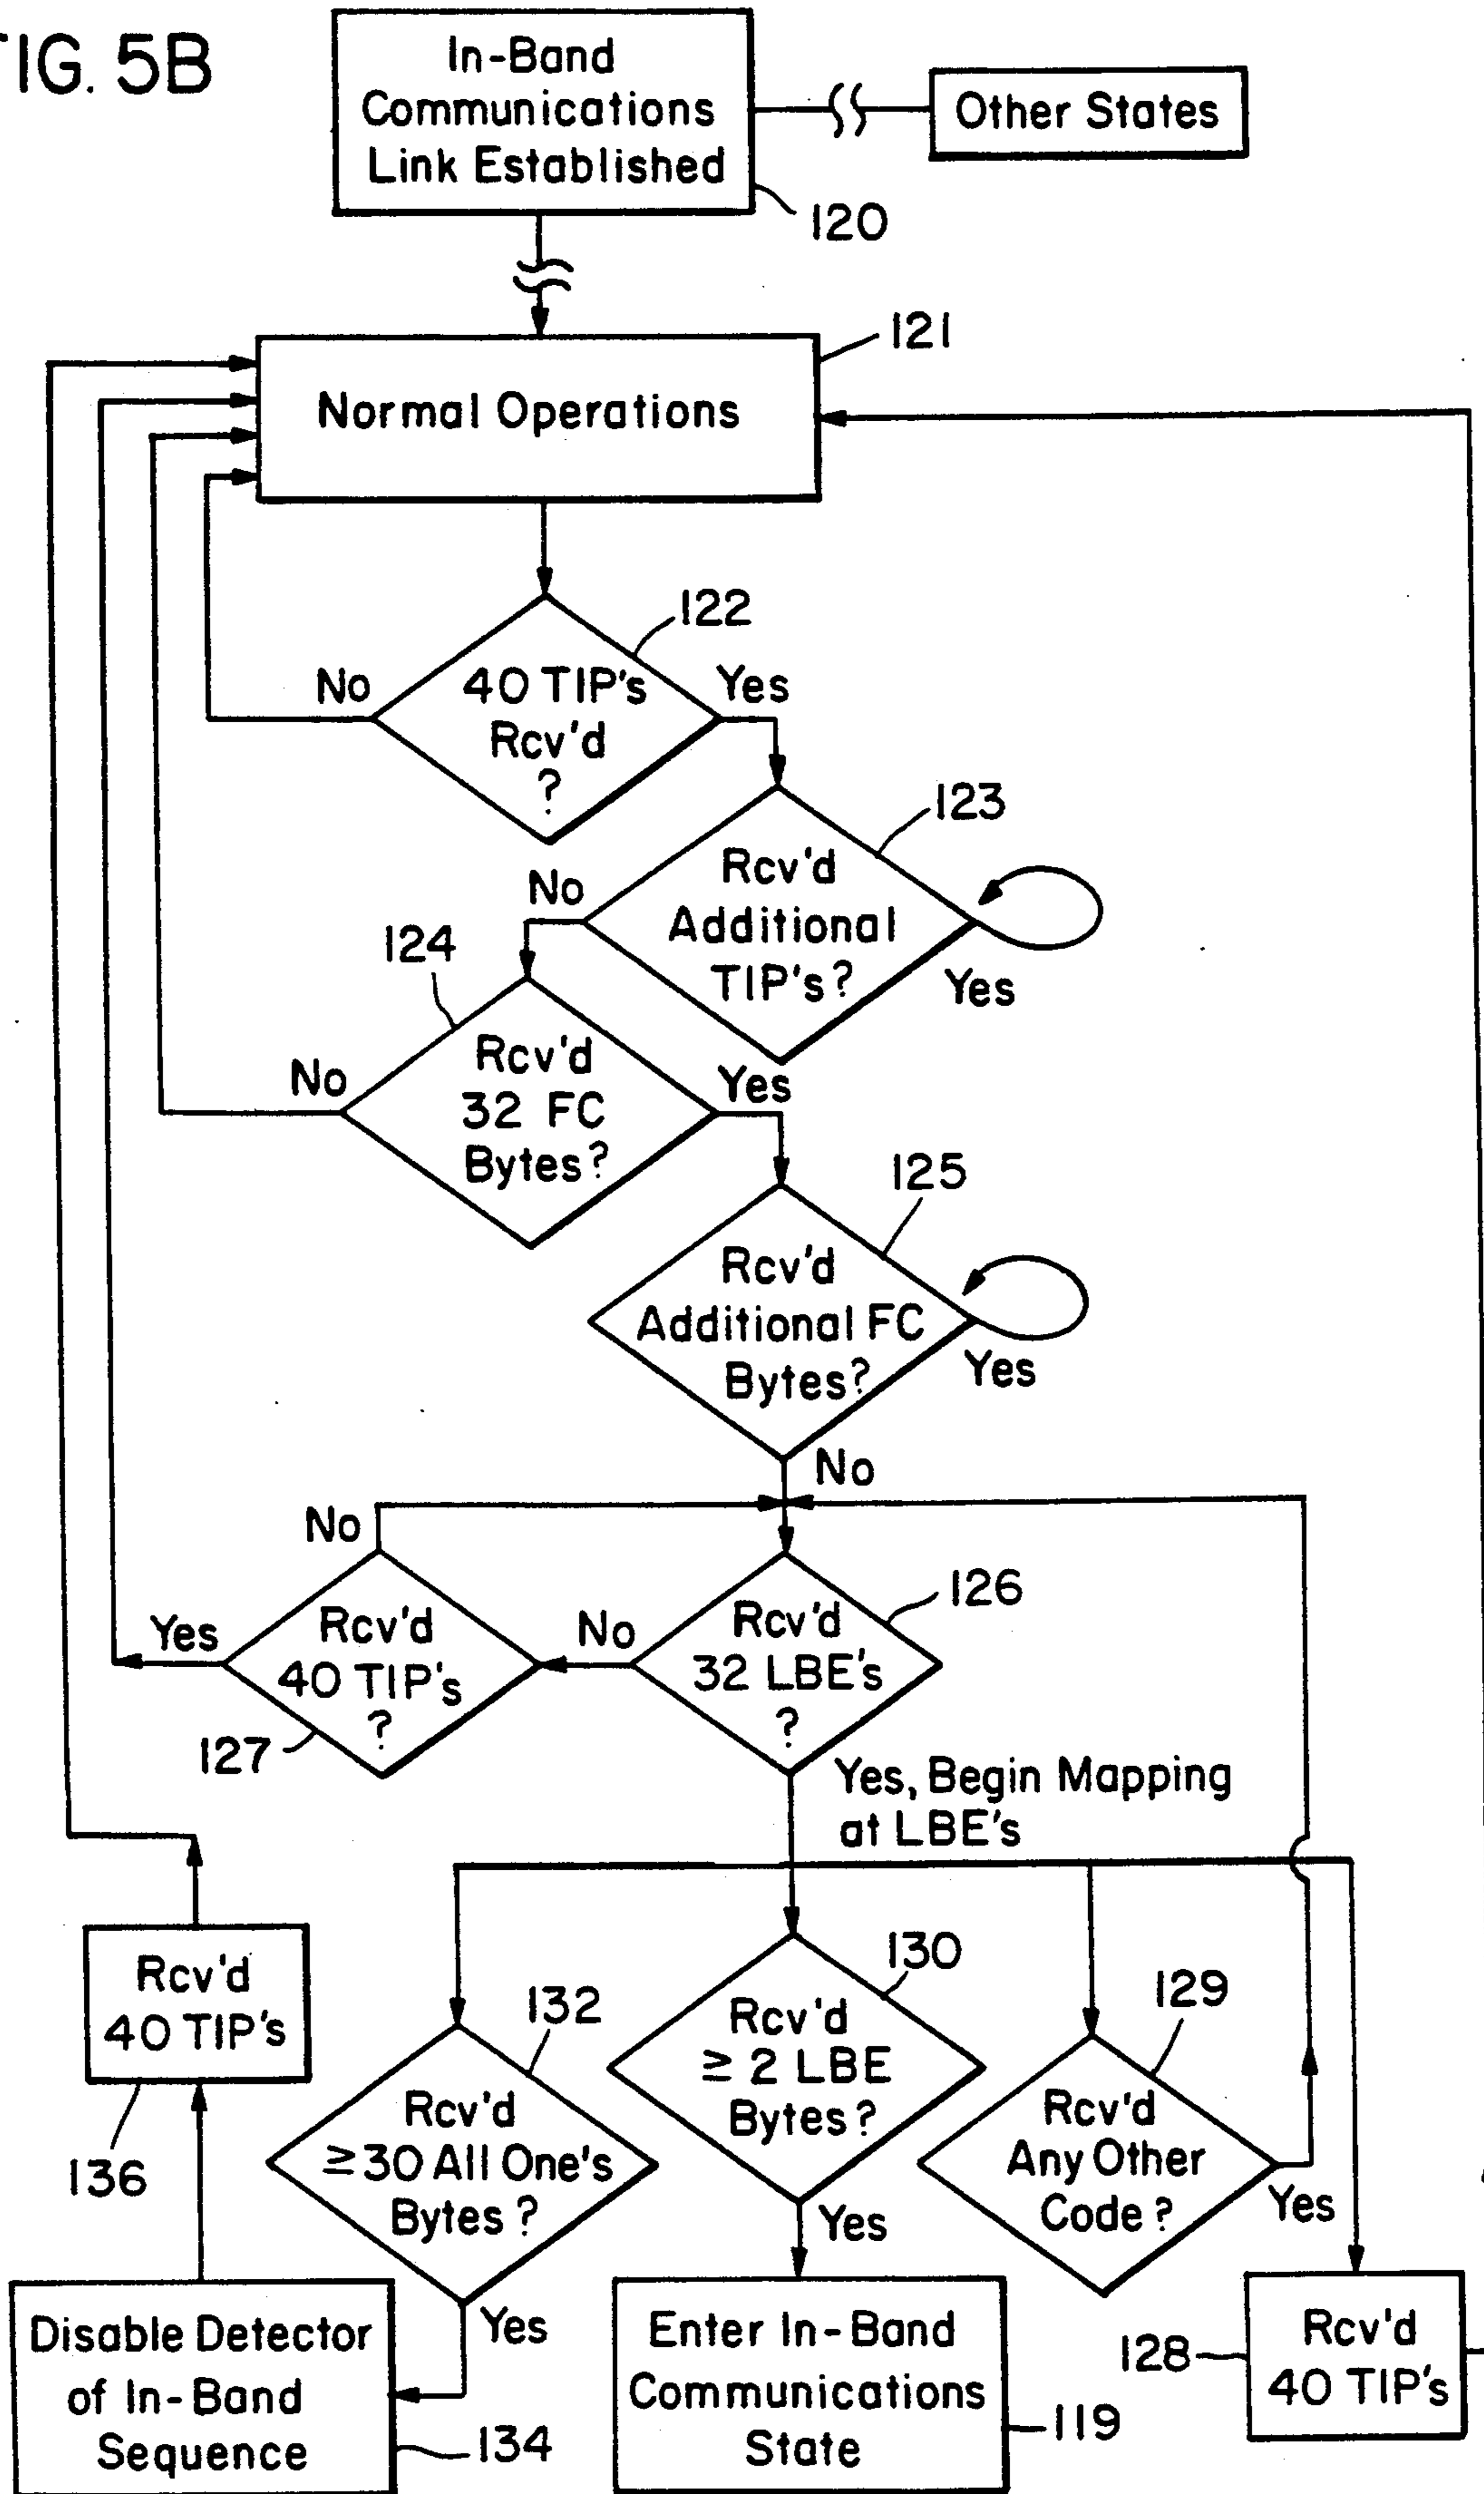 FIG. 5B
In-Band
Communications
Link Established
Other States
120
121
Normal Operations
122
40 TIP's
Rcv'd
?
No
Yes
123
Rcv'd
Additional
TIP's?
No
Yes
124
Rcv'd
32 FC
Bytes?
No
Yes
125
Rcv'd
Additional FC
Bytes?
Yes
No
No
126
Rcv'd
32 LBE's
?
No
Rcv'd
40 TIP's
?
Yes
127
Yes, Begin Mapping
at LBE's
Rcv'd
40 TIP's
136
132
Rcv'd
≥30 All One's
Bytes?
Yes
130
Rcv'd
≥ 2 LBE
Bytes?
Yes
129
Rcv'd
Any Other
Code?
Yes
Disable Detector
of In-Band
Sequence
134
Enter In-Band
Communications
State
119
128
Rcv'd
40 TIP's